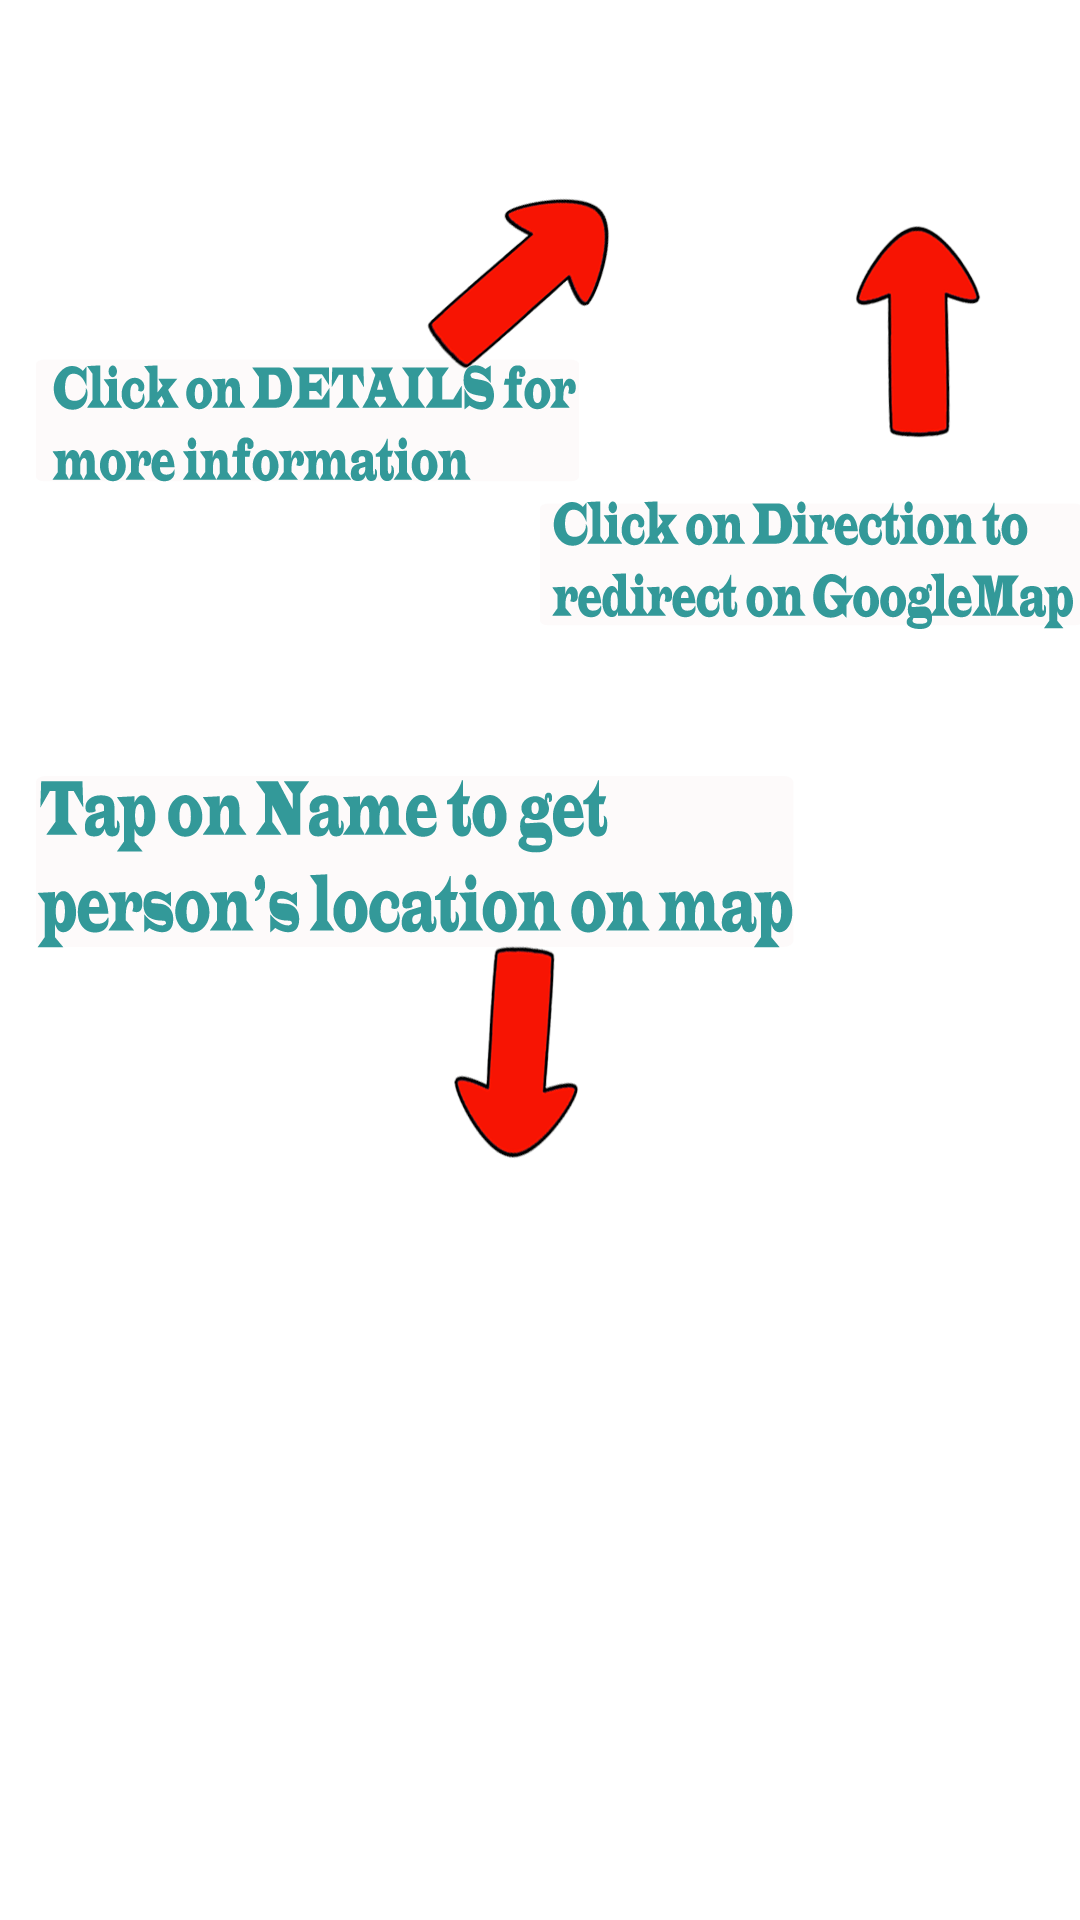 Click on DETAILS for
more information
Click on Direction to
redirect on GoogleMap
Tap on Name to get
person’s location on map